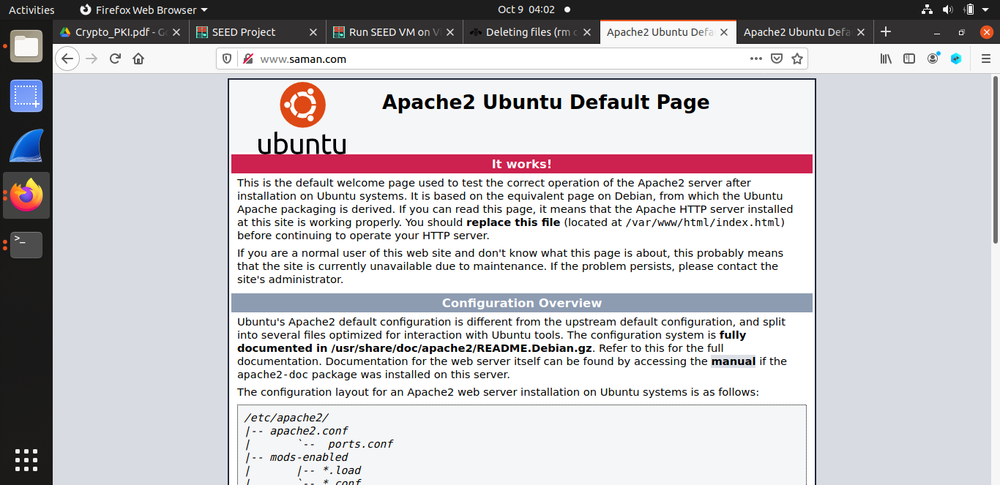 Activities Firefox Web Browser Oct 9 04:02
Crypto_PKI.pdf - G SEED Project Run SEED VM on V Deleting files (rm Apache2 Ubuntu Defa Apache2 Ubuntu Defa
www.saman.com
Apache2 Ubuntu Default Page
ubuntu
It works!
This is the default welcome page used to test the correct operation of the Apache2 server after
installation on Ubuntu systems. It is based on the equivalent page on Debian, from which the Ubuntu
Apache packaging is derived. If you can read this page, it means that the Apache HTTP server installed
at this site is working properly. You should replace this file (located at /var/www/html/index.html)
before continuing to operate your HTTP server.
If you are a normal user of this web site and don't know what this page is about, this probably means
that the site is currently unavailable due to maintenance. If the problem persists, please contact the
site's administrator.
Configuration Overview
Ubuntu's Apache2 default configuration is different from the upstream default configuration, and split
into several files optimized for interaction with Ubuntu tools. The configuration system is fully
documented in /usr/share/doc/apache2/README.Debian.gz. Refer to this for the full
documentation. Documentation for the web server itself can be found by accessing the manual if the
apache2-doc package was installed on this server.
The configuration layout for an Apache2 web server installation on Ubuntu systems is as follows:
/etc/apache2/
|-- apache2.conf
|       `--  ports.conf
|-- mods-enabled
|       |-- *.load
|       `-- *.conf